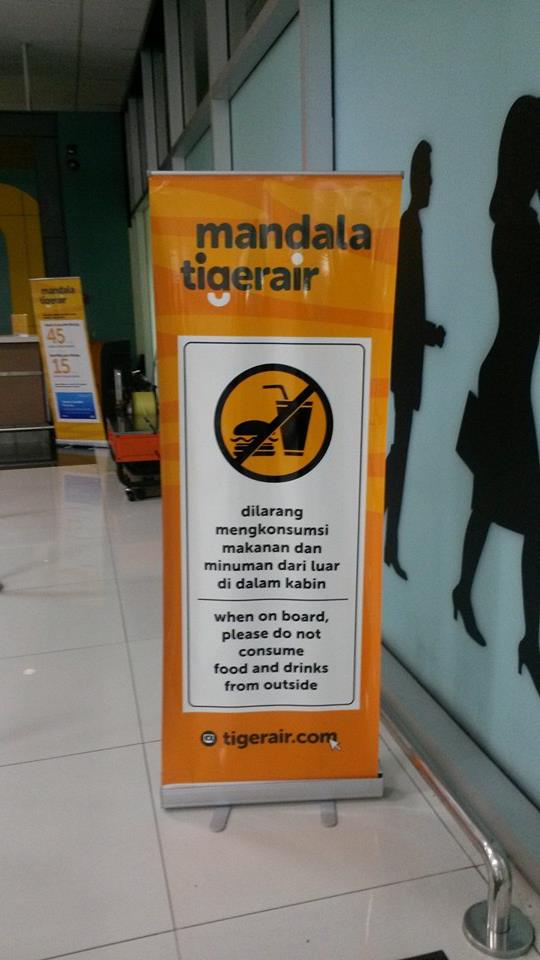 mandala
tigerair
mandala
tigerair
45
15
dilarang
mengkonsumsi
makanan dan
minuman dari luar
di dalam kabin
when on board,
please do not
consume
food and drinks
from outside
tigerair.com